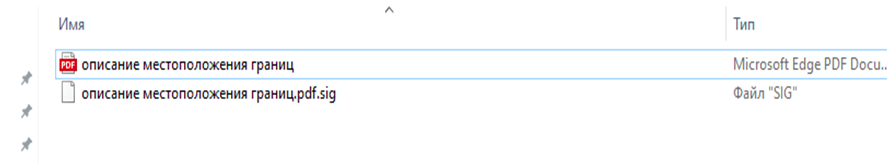 Имя Тип
PDF описание местоположения границ Microsoft Edge PDF Docu...
описание местоположения границ.pdf.sig Файл "SIG"